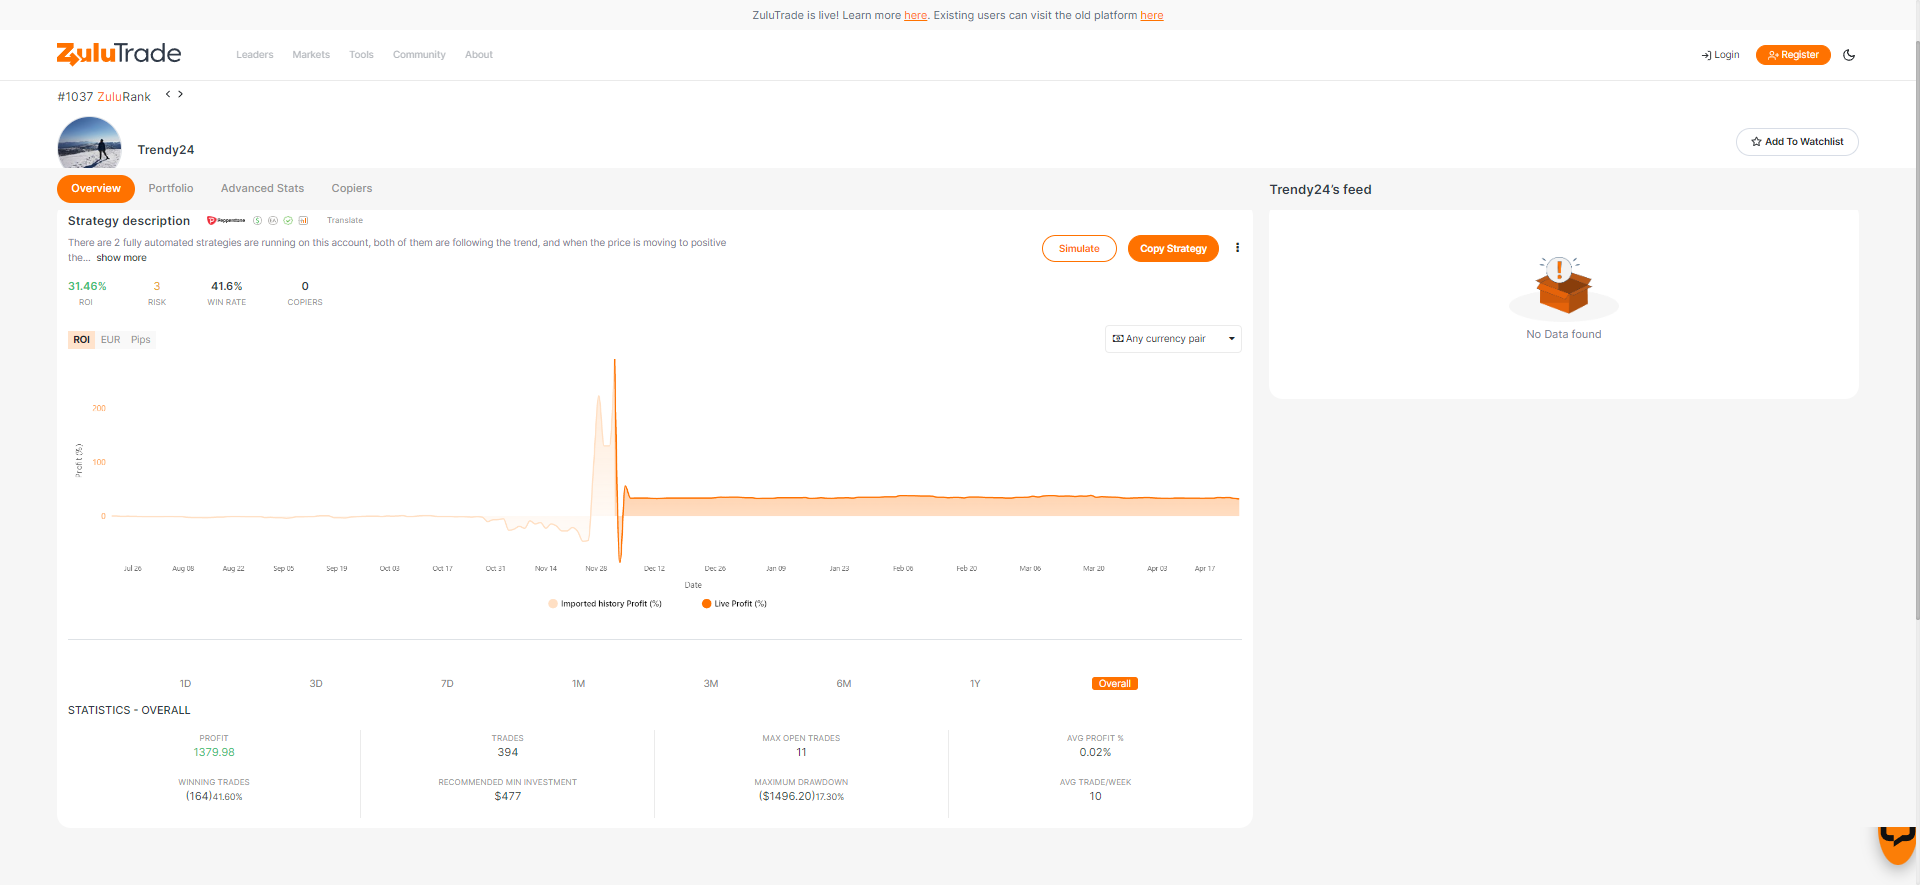 ZuluTrade is live! Learn more here. Existing users can visit the old platform here
ZuluTrade
Leaders
Markets
Tools
Community
About
Login
Register
#1037 ZuluRank
Trendy24
Add To Watchlist
Overview
Portfolio
Advanced Stats
Copiers
Trendy24's feed
Strategy description
Pepperstone
Translate
There are 2 fully automated strategies are running on this account, both of them are following the trend, and when the price is moving to positive
the... show more
Simulate
Copy Strategy
31.46%
3
41.6%
0
ROI
RISK
WIN RATE
COPIERS
No Data found
ROI
EUR
Pips
Any currency pair
200
100
0
Profit (%)
Jul 26
Aug 08
Aug 22
Sep 05
Sep 19
Oct 03
Oct 17
Oct 31
Nov 14
Nov 28
Dec 12
Dec 26
Jan 09
Jan 23
Feb 06
Feb 20
Mar 06
Mar 20
Apr 03
Apr 17
Date
Imported history Profit (%)
Live Profit (%)
1D
3D
7D
1M
3M
6M
1Y
Overall
STATISTICS - OVERALL
PROFIT
1379.98
TRADES
394
MAX OPEN TRADES
11
AVG PROFIT %
0.02%
WINNING TRADES
(164)41.60%
RECOMMENDED MIN INVESTMENT
$477
MAXIMUM DRAWDOWN
($1496.20)17.30%
AVG TRADE/WEEK
10